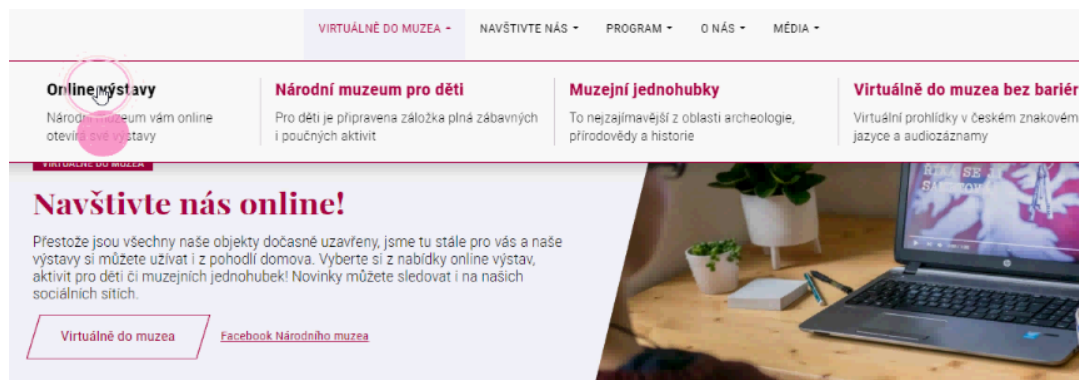 VIRTUÁLNĚ DO MUZEA NAVŠTIVTE NÁS PROGRAM O NÁS MÉDIA
Online výstavy
Národní muzeum vám online
otevírá své výstavy
Národní muzeum pro děti
Pro děti je připravena záložka plná zábavných
i poučných aktivit
Muzejní jednohubky
To nejzajímavější z oblasti archeologie,
přírodovědy a historie
Virtuálně do muzea bez bariér
Virtuální prohlídky v českém znakovém
jazyce a audiozáznamy
VIRTUÁLNĚ DO MUZEA
Navštivte nás online!
Přestože jsou všechny naše objekty dočasně uzavřeny, jsme tu stále pro vás a naše
výstavy si můžete užívat i z pohodlí domova. Vyberte si z nabídky online výstav,
aktivit pro děti či muzejních jednohubek! Novinky můžete sledovat i na našich
sociálních sítích.
Virtuálně do muzea Facebook Národního muzea
ŘÍKÁ SE JÍ